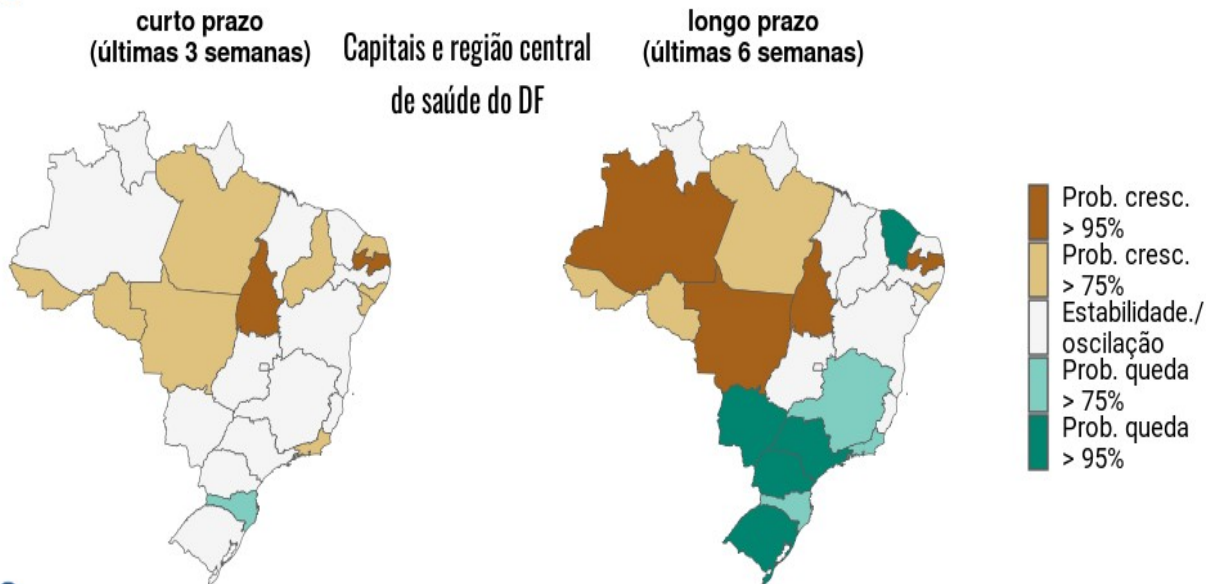 curto prazo
(últimas 3 semanas)
Capitais e região central
de saúde do DF
longo prazo
(últimas 6 semanas)
Prob. cresc.
> 95%
Prob. cresc.
> 75%
Estabilidade./
oscilação
Prob. queda
> 75%
Prob. queda
> 95%